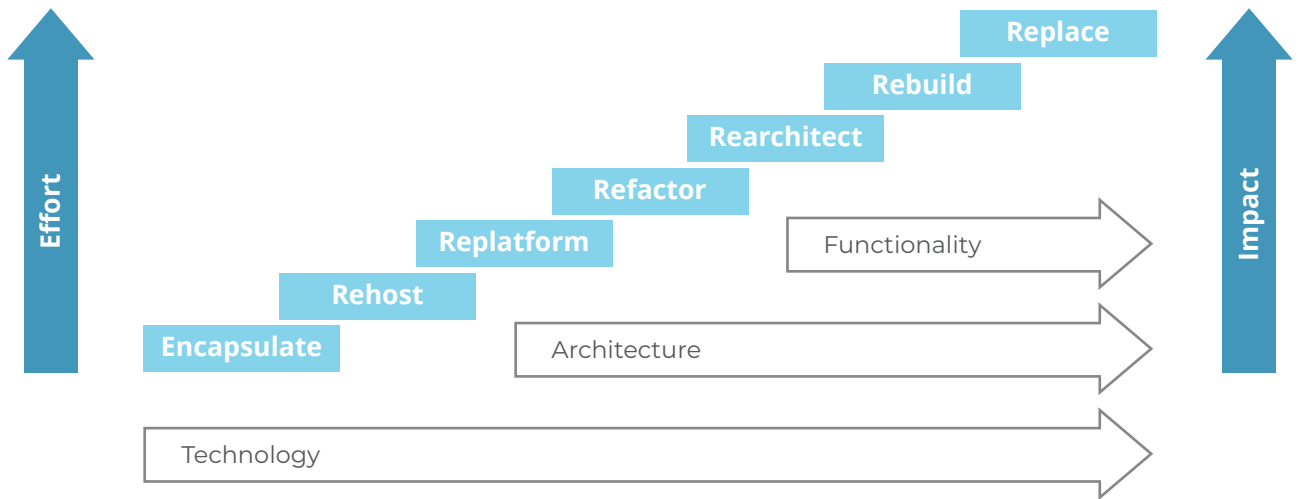 Replace
Rebuild
Rearchitect
Refactor
Replatform
Rehost
Encapsulate
Effort
Impact
Functionality
Architecture
Technology